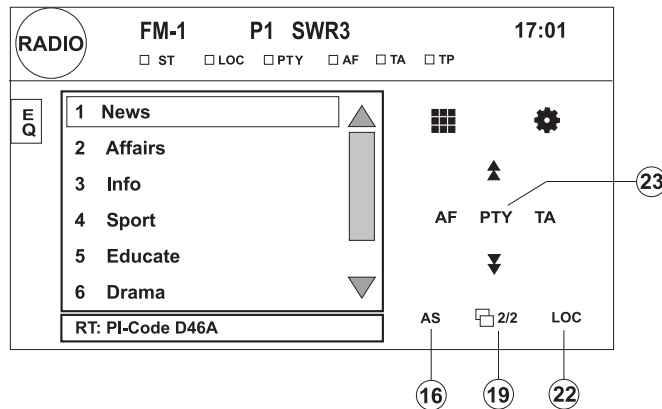 RADIO FM-1 P1 SWR3 17:01
ST LOC PTY AF TA TP
EQ
1 News
2 Affairs
3 Info
4 Sport
5 Educate
6 Drama
RT: PI-Code D46A
23
AF PTY TA
AS 2/2 LOC
16 19 22